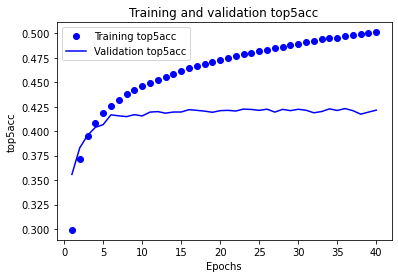 Training and validation top5acc
Training top5acc
Validation top5acc
top5acc
0.500
0.475
0.450
0.425
0.400
0.375
0.350
0.325
0.300
0 5 10 15 20 25 30 35 40
Epochs